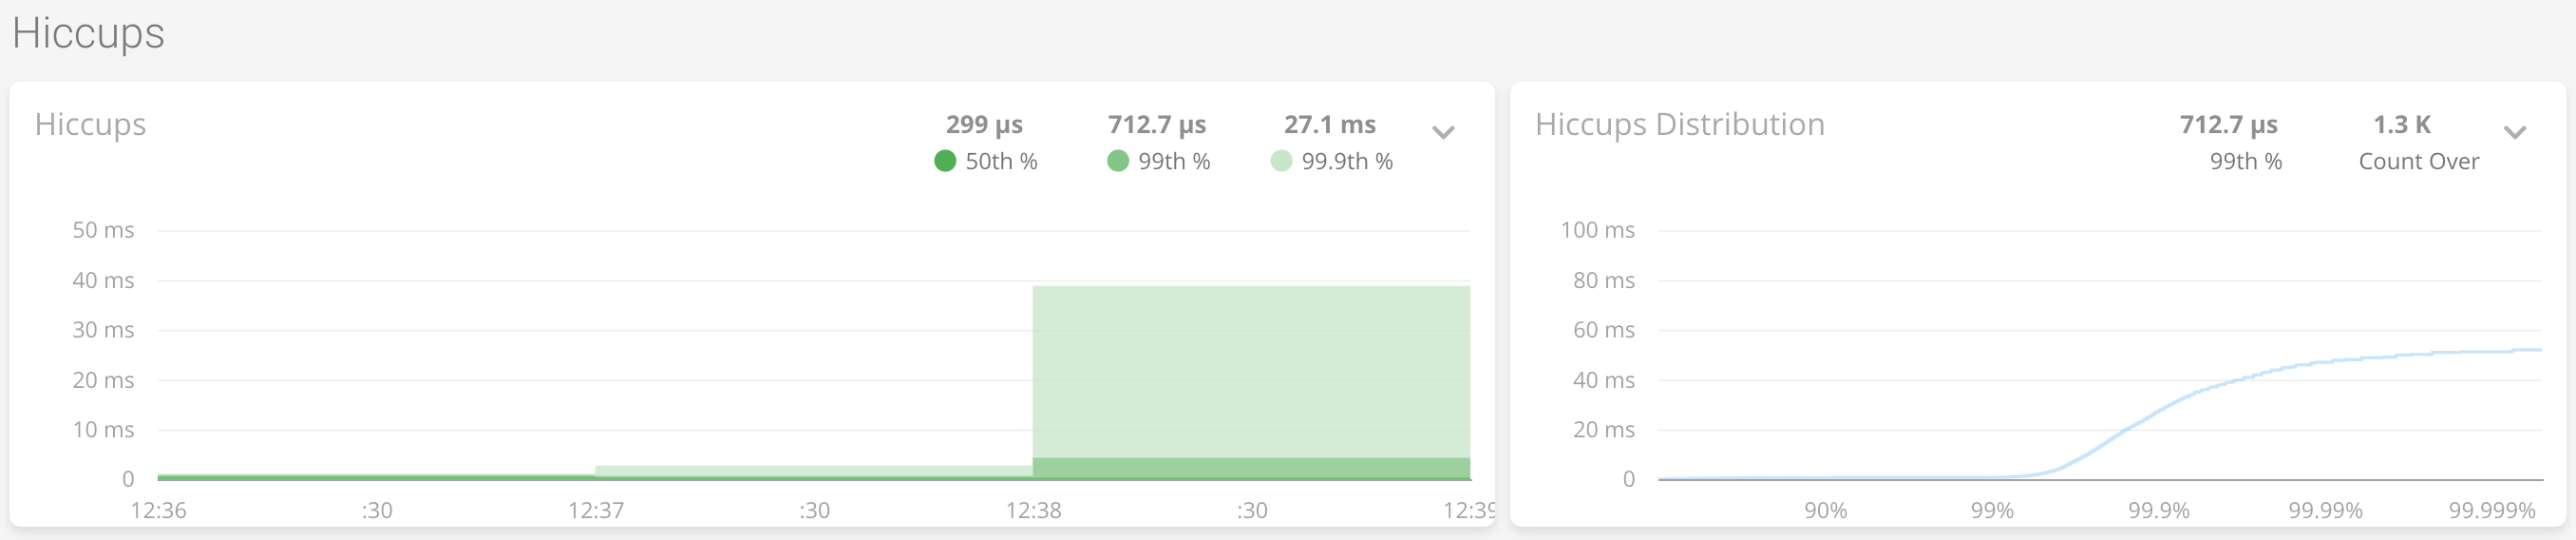 Hiccups
Hiccups
299 µs 712.7 µs 27.1 ms
50th % 99th % 99.9th %
50 ms
40 ms
30 ms
20 ms
10 ms
0
12:36 :30 12:37 :30 12:38 :30 12:39
Hiccups Distribution
712.7 µs 1.3 K
99th % Count Over
100 ms
80 ms
60 ms
40 ms
20 ms
0
90% 99% 99.9% 99.99% 99.999%